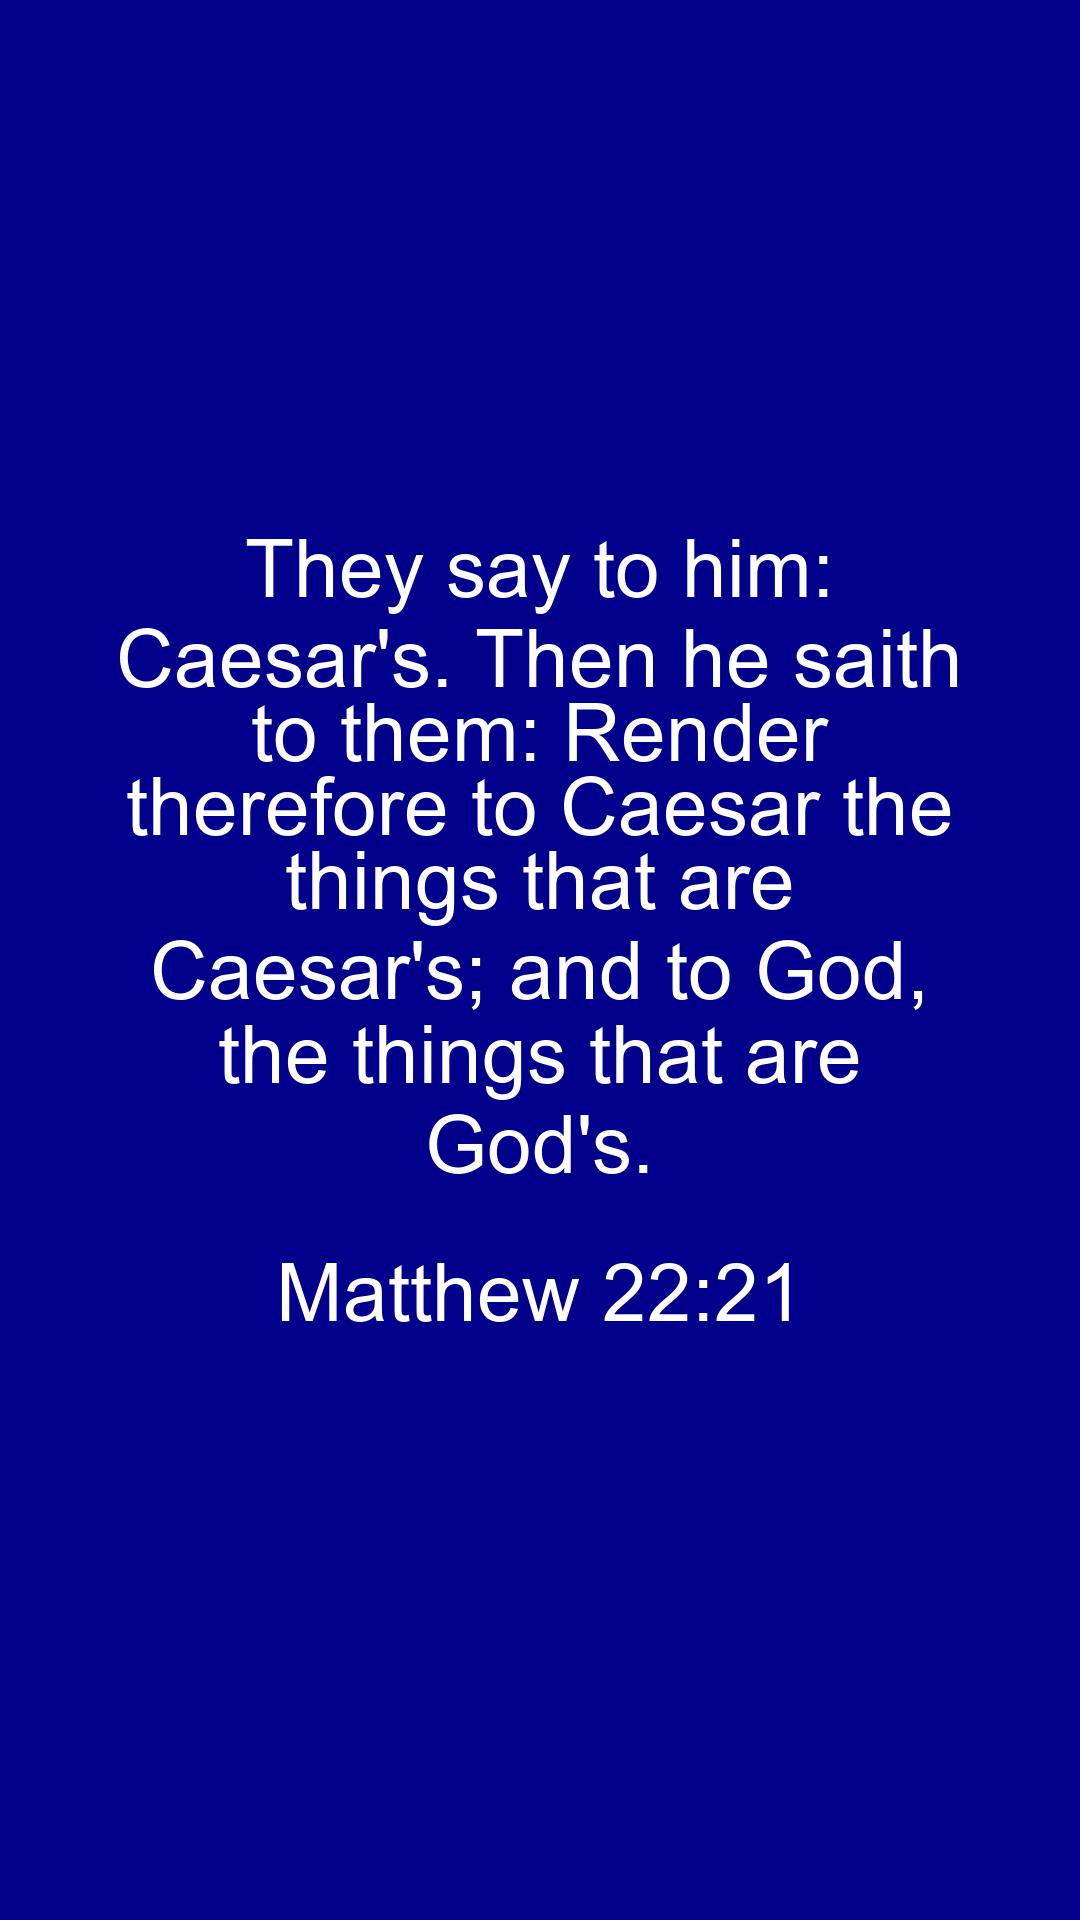 They say to him:
Caesar's. Then he saith
to them: Render
therefore to Caesar the
things that are
Caesar's; and to God,
the things that are
God's.
Matthew 22:21